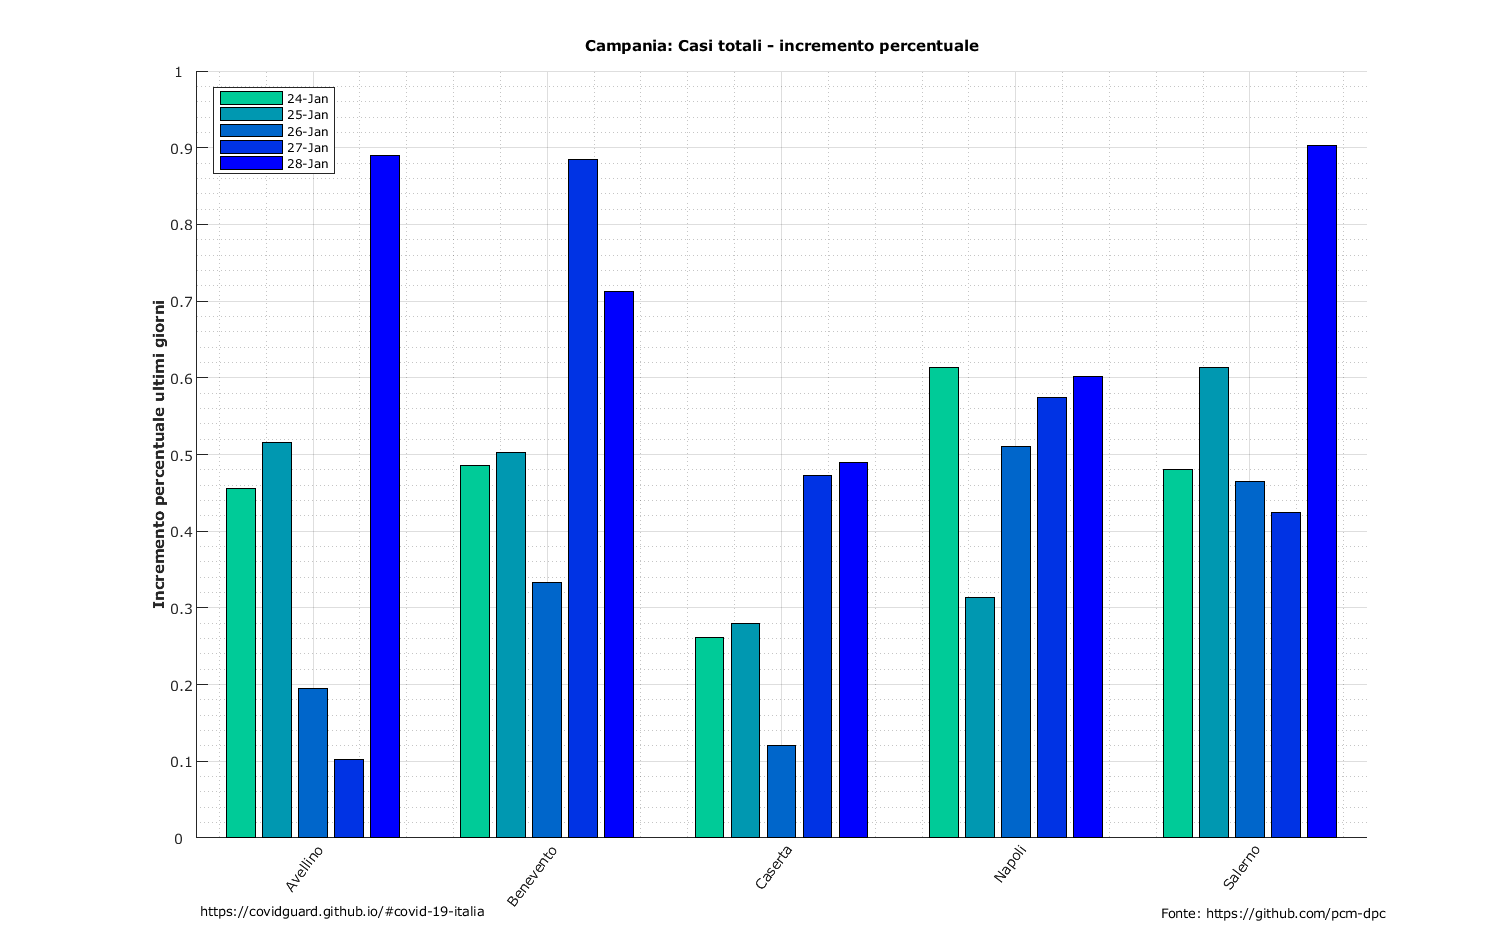 Campania: Casi totali - incremento percentuale
Incremento percentuale ultimi giorni
1
0.9
0.8
0.7
0.6
0.5
0.4
0.3
0.2
0.1
0
24-Jan
25-Jan
26-Jan
27-Jan
28-Jan
Avellino
Benevento
Caserta
Napoli
Salerno
https://covidguard.github.io/#covid-19-italia
Fonte: https://github.com/pcm-dpc